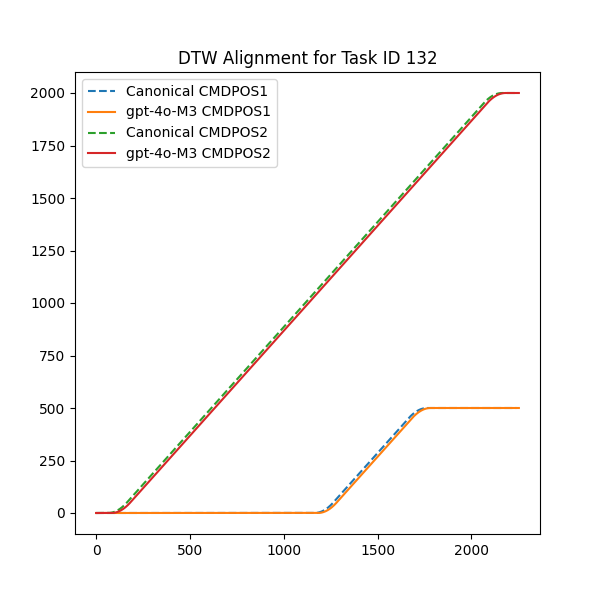 DTW Alignment for Task ID 132
Canonical CMDPOS1
gpt-4o-M3 CMDPOS1
Canonical CMDPOS2
gpt-4o-M3 CMDPOS2
2000
1750
1500
1250
1000
750
500
250
0
0 500 1000 1500 2000